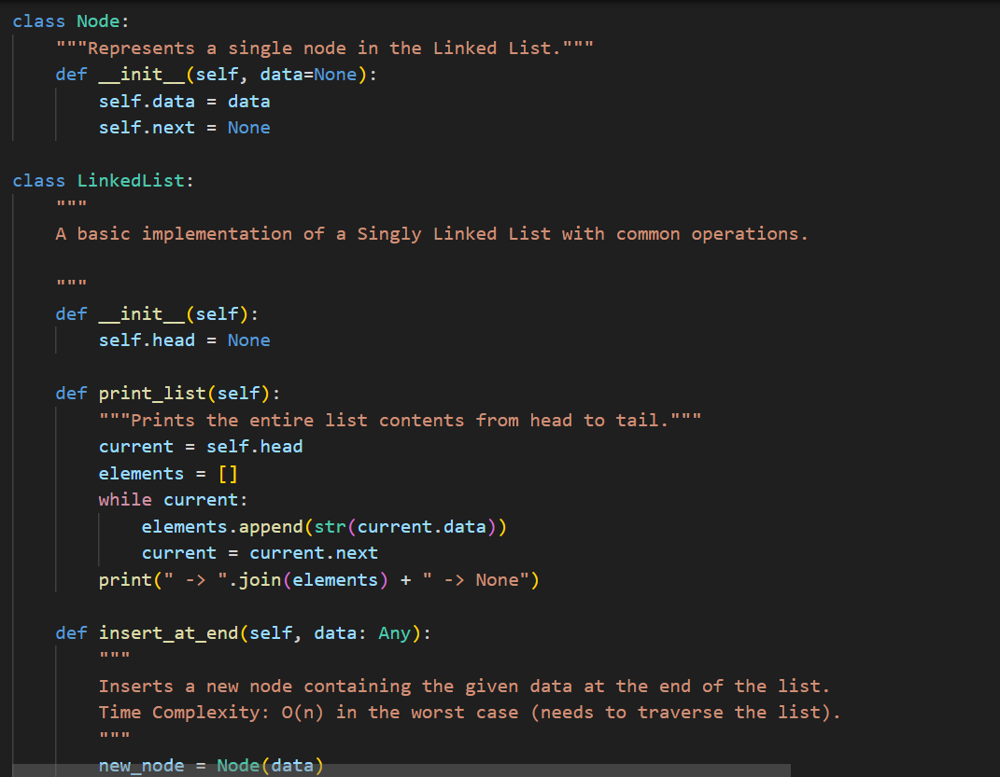 class Node:
    """Represents a single node in the Linked List."""
    def __init__(self, data=None):
        self.data = data
        self.next = None

class LinkedList:
    """
    A basic implementation of a Singly Linked List with common operations.

    """
    def __init__(self):
        self.head = None

    def print_list(self):
        """Prints the entire list contents from head to tail."""
        current = self.head
        elements = []
        while current:
            elements.append(str(current.data))
            current = current.next
        print(" -> ".join(elements) + " -> None")

    def insert_at_end(self, data: Any):
        """
        Inserts a new node containing the given data at the end of the list.
        Time Complexity: O(n) in the worst case (needs to traverse the list).
        """
        new_node = Node(data)